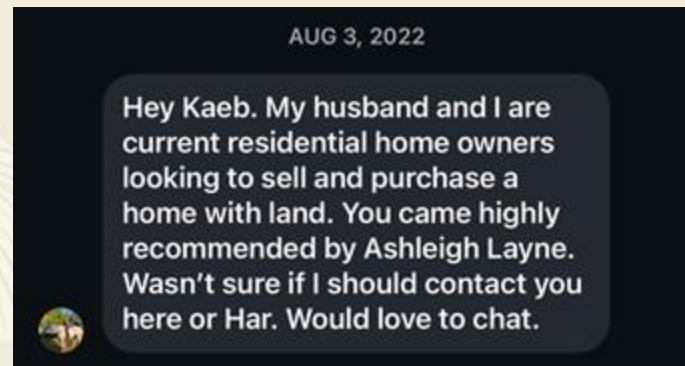 AUG 3, 2022
Hey Kaeb. My husband and I are
current residential home owners
looking to sell and purchase a
home with land. You came highly
recommended by Ashleigh Layne.
Wasn't sure if I should contact you
here or Har. Would love to chat.